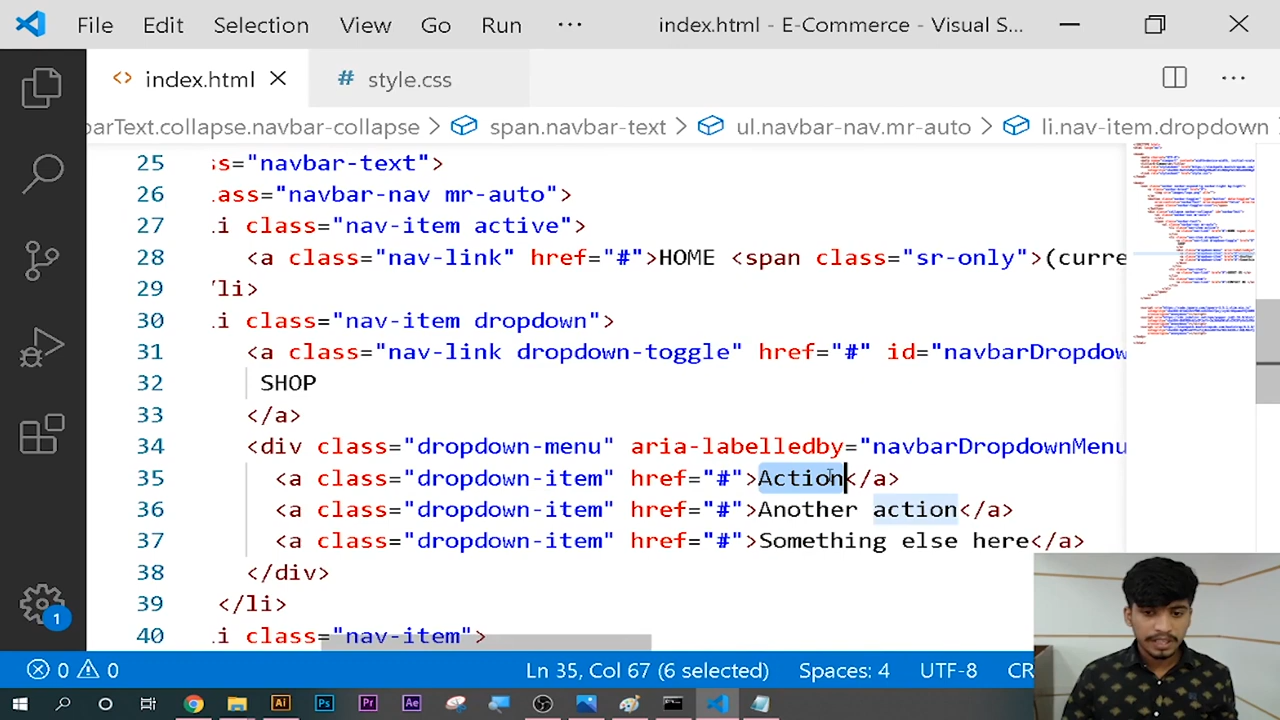 File Edit Selection View Go Run ··· index.html - E-Commerce - Visual S...
<> index.html # style.css ···
barText.collapse.navbar-collapse > span.navbar-text > ul.navbar-nav.mr-auto > li.nav-item.dropdown
25 s="navbar-text">
26 ass="navbar-nav mr-auto">
27 i class="nav-item active ">
28 <a class="nav-link" href="#">HOME <span class="sr-only">(curre
29 /li>
30 i class="nav-item dropdown">
31 <a class="nav-link dropdown-toggle" href="#" id="navbarDropdow
32 SHOP
33 </a>
34 <div class="dropdown-menu" aria-labelledby="navbarDropdownMenu
35 <a class="dropdown-item" href="#">Action</a>
36 <a class="dropdown-item" href="#">Another action</a>
37 <a class="dropdown-item" href="#">Something else here</a>
38 </div>
39 </li>
40 i class="nav-item">
1
0 0 Ln 35, Col 67 (6 selected) Spaces: 4 UTF-8 CR
Ai Ps Pr Ae